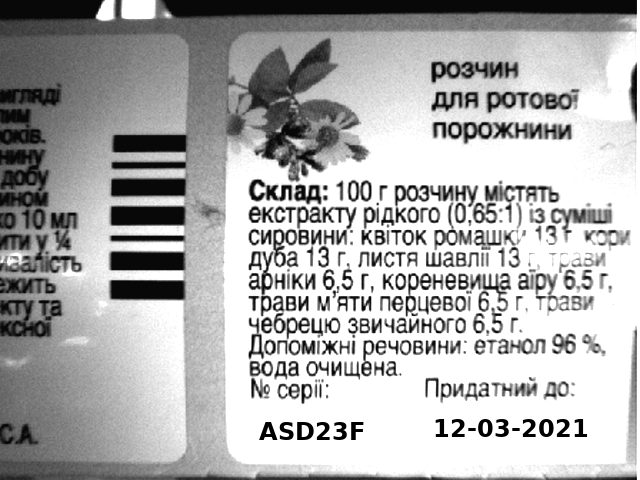 игляді
лим
років.
нину
добу
ином
ко 10 мл
ити у ¼
ивалість
ежить
кту та
ксної
С.А.
розчин
для ротової
порожнини
Склад: 100 г розчину містять
екстракту рідкого (0,65:1) із суміші
сировини: квіток ромашки 13 г, кори
дуба 13 г, листя шавлії 13 г, трави
арніки 6,5 г, кореневища аїру 6,5 г,
трави м’яти перцевої 6,5 г, трави
чебрецю звичайного 6,5 г.
Допоміжні речовини: етанол 96 %,
вода очищена.
№ серії: Придатний до:
ASD23F 12-03-2021